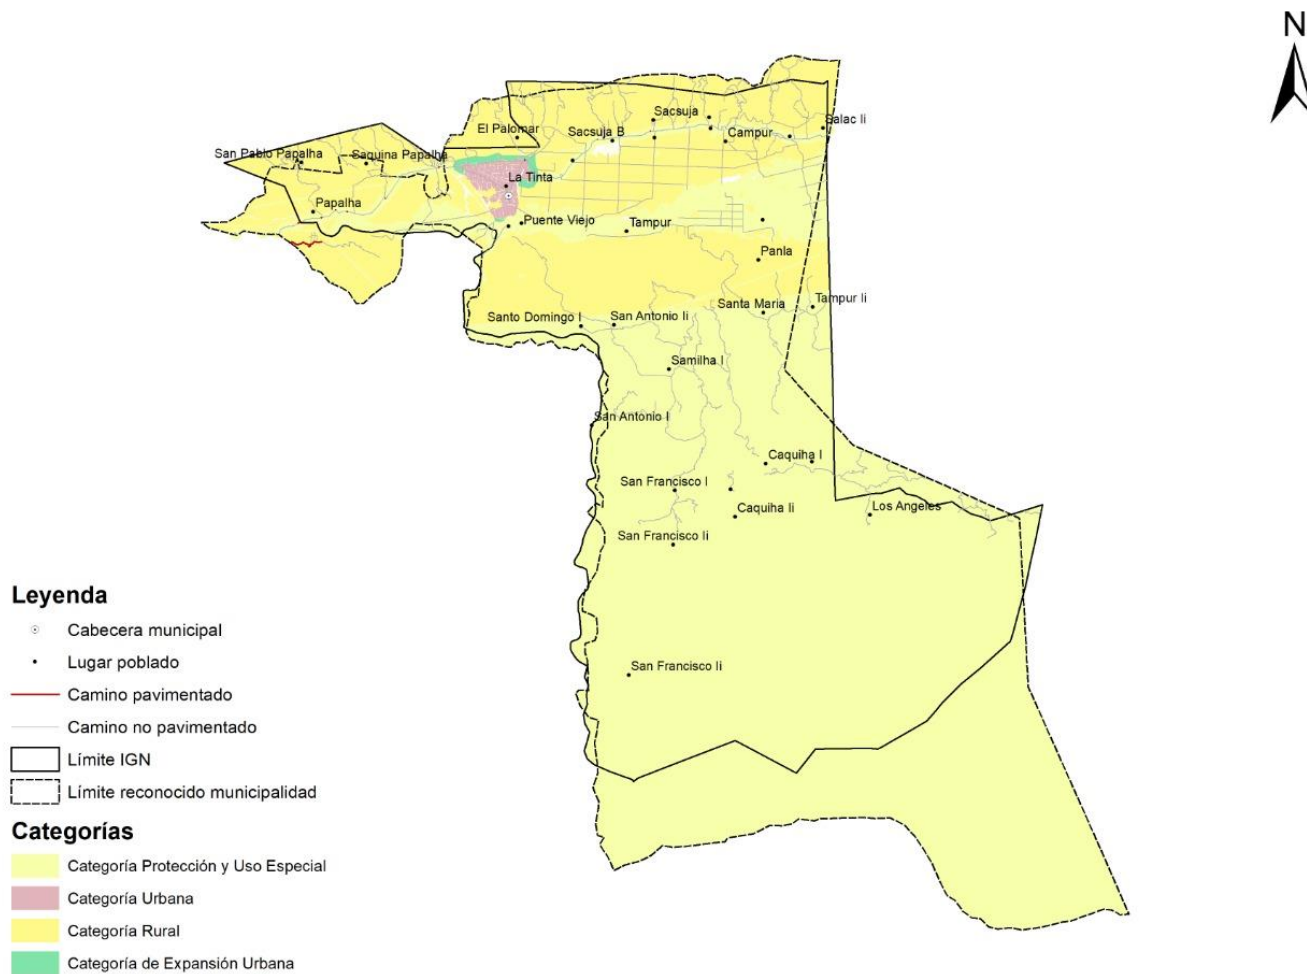 N
Sacsuja
Salac Ii
El Palomar
Sacsuja B
Campur
San Pablo Papalha
Saquina Papalha
La Tinta
Papalha
Puente Viejo
Tampur
Panla
Santa Maria
Tampur Ii
Santo Domingo I
San Antonio Ii
Samilha I
San Antonio I
Caquiha I
San Francisco I
Caquiha Ii
Los Angeles
San Francisco Ii
San Francisco Ii
Leyenda
Cabecera municipal
Lugar poblado
Camino pavimentado
Camino no pavimentado
Límite IGN
Límite reconocido municipalidad
Categorías
Categoría Protección y Uso Especial
Categoría Urbana
Categoría Rural
Categoría de Expansión Urbana